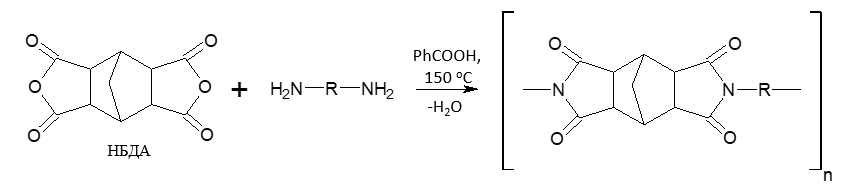 O
O
O
O
O
O
НБДА
+
H₂N—R—NH₂
PhCOOH,
150 °C
-H₂O
O
O
N
N
R
O
O
n